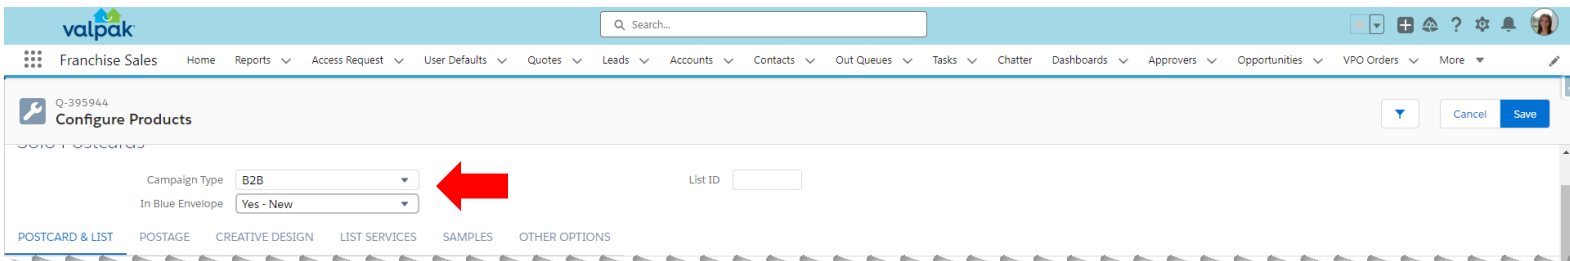 valpak
Search...
Franchise Sales Home Reports Access Request User Defaults Quotes Leads Accounts Contacts Out Queues Tasks Chatter Dashboards Approvers Opportunities VPO Orders More
Q-395944
Configure Products
Cancel Save
Solo Postcards
Campaign Type B2B List ID
In Blue Envelope Yes - New
POSTCARD & LIST POSTAGE CREATIVE DESIGN LIST SERVICES SAMPLES OTHER OPTIONS